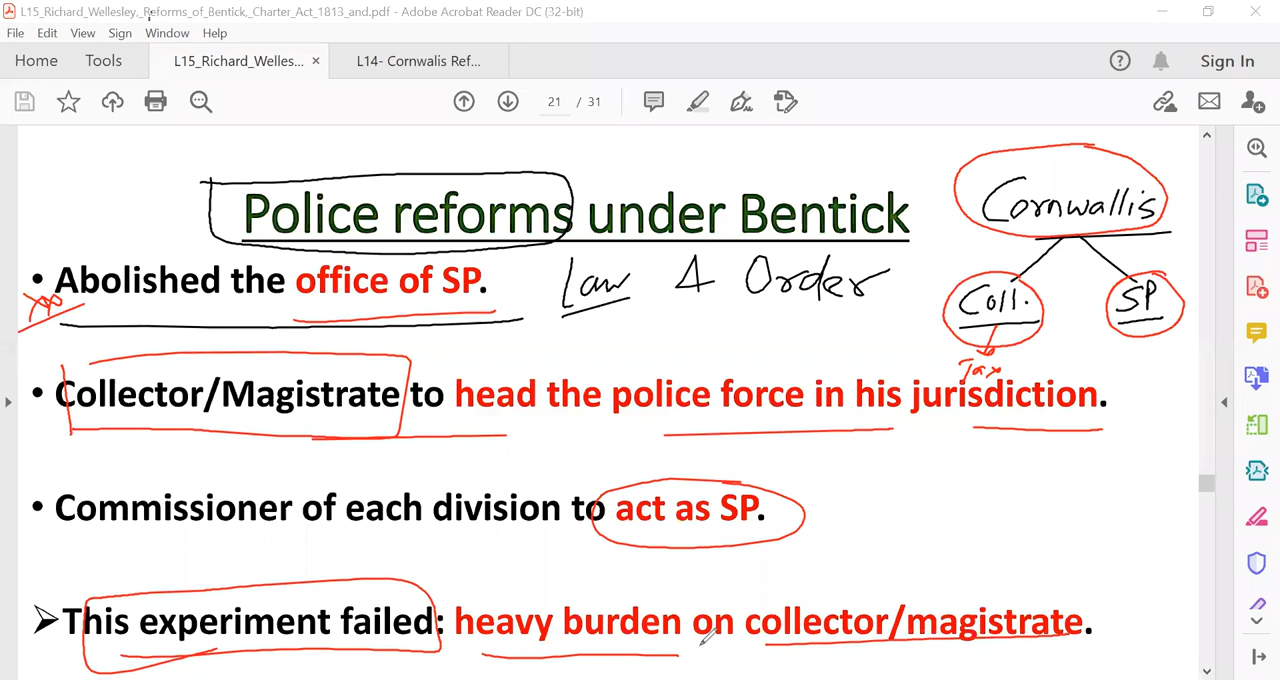 L15_Richard_Wellesley,_Reforms_of_Bentick,_Charter_Act_1813_and.pdf - Adobe Acrobat Reader DC (32-bit)
File Edit View Sign Window Help
Home Tools L15_Richard_Welles... × L14- Cornwalis Ref... Sign In
21 / 31
Cornwallis
Police reforms under Bentick
• Abolished the office of SP. Law & Order Coll. SP
Tax
• Collector/Magistrate to head the police force in his jurisdiction.
• Commissioner of each division to act as SP.
➢ This experiment failed: heavy burden on collector/magistrate.